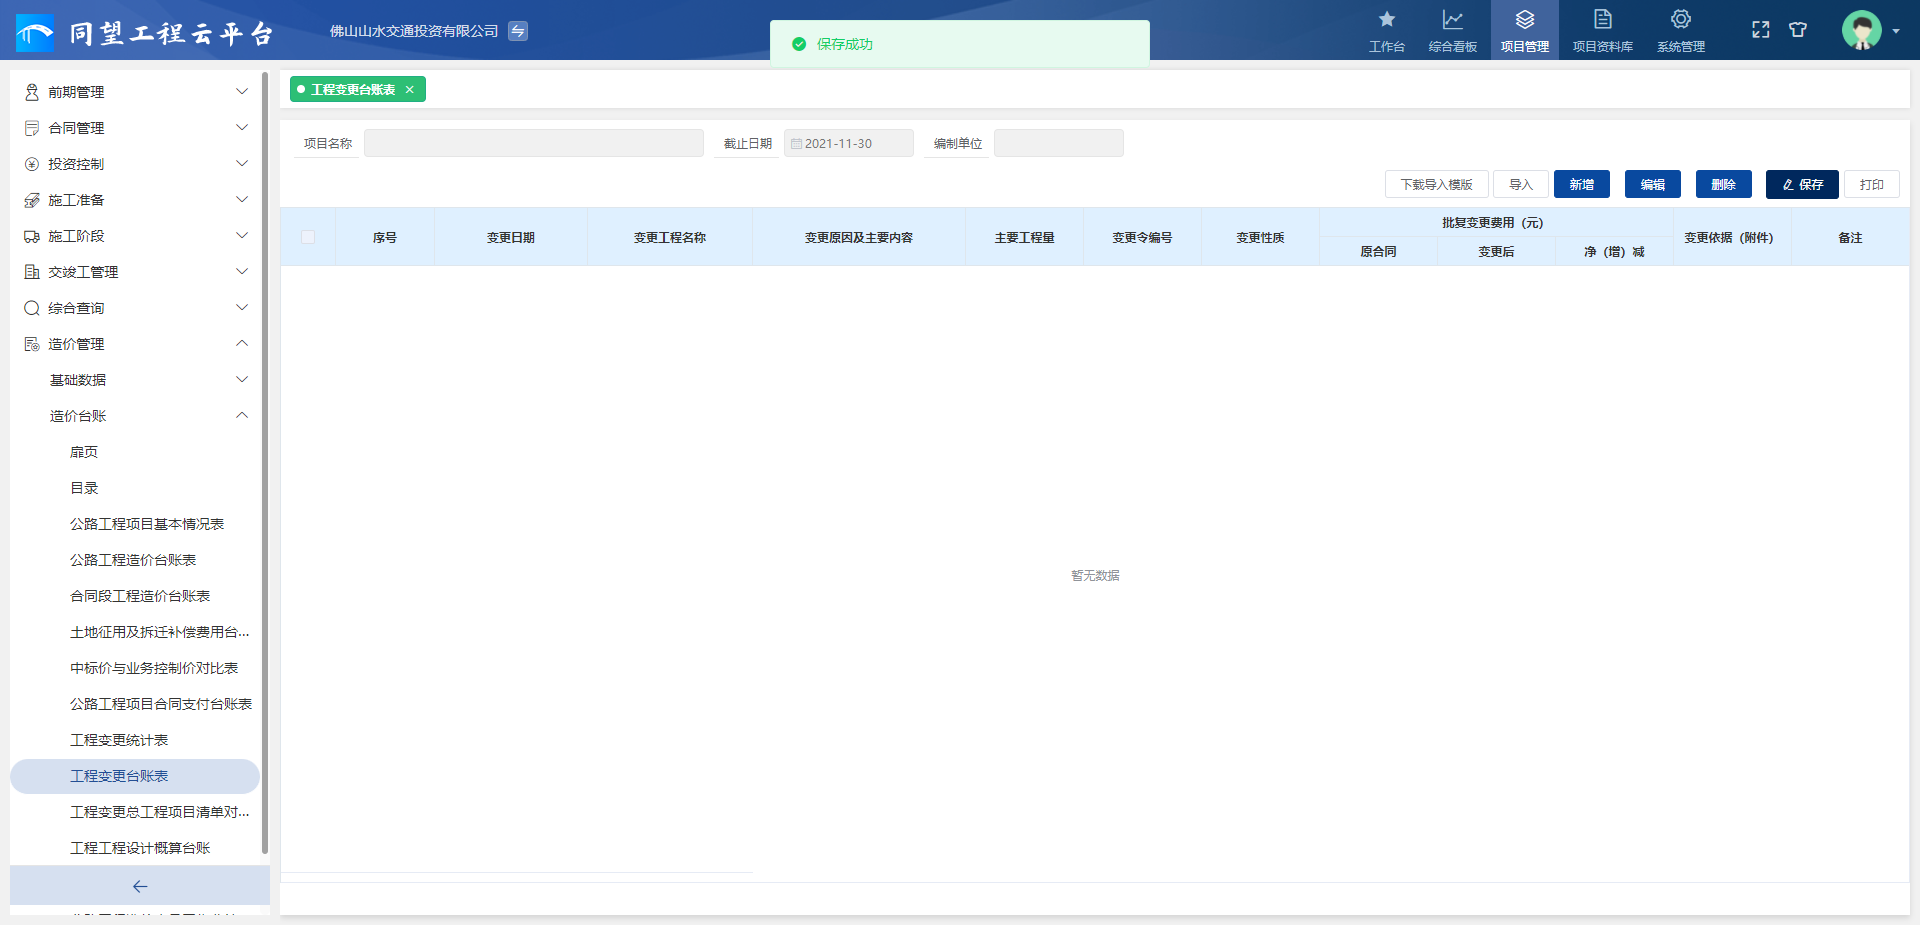 同望工程云平台
佛山山水交通投资有限公司
保存成功
工作台
综合看板
项目管理
项目资料库
系统管理
前期管理
合同管理
投资控制
施工准备
施工阶段
交竣工管理
综合查询
造价管理
基础数据
造价台账
扉页
目录
公路工程项目基本情况表
公路工程造价台账表
合同段工程造价台账表
土地征用及拆迁补偿费用台...
中标价与业务控制价对比表
公路工程项目合同支付台账表
工程变更统计表
工程变更台账表
工程变更总工程项目清单对...
工程工程设计概算台账
工程变更台账表
项目名称
截止日期 2021-11-30
编制单位
下载导入模版 导入 新增 编辑 删除 保存 打印
序号 变更日期 变更工程名称 变更原因及主要内容 主要工程量 变更令编号 变更性质 批复变更费用（元） 变更依据（附件） 备注
原合同 变更后 净（增）减
暂无数据